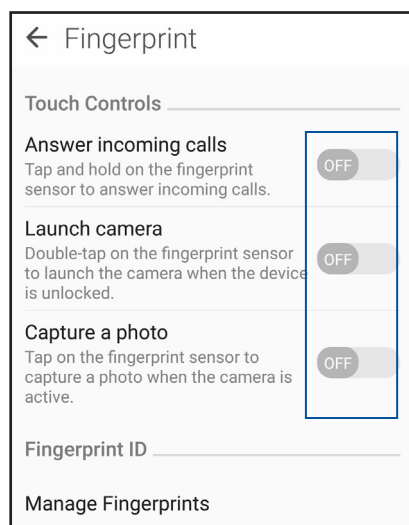 Fingerprint
Touch Controls
Answer incoming calls
Tap and hold on the fingerprint
sensor to answer incoming calls.
OFF
Launch camera
Double-tap on the fingerprint sensor
to launch the camera when the device
is unlocked.
OFF
Capture a photo
Tap on the fingerprint sensor to
capture a photo when the camera is
active.
OFF
Fingerprint ID
Manage Fingerprints